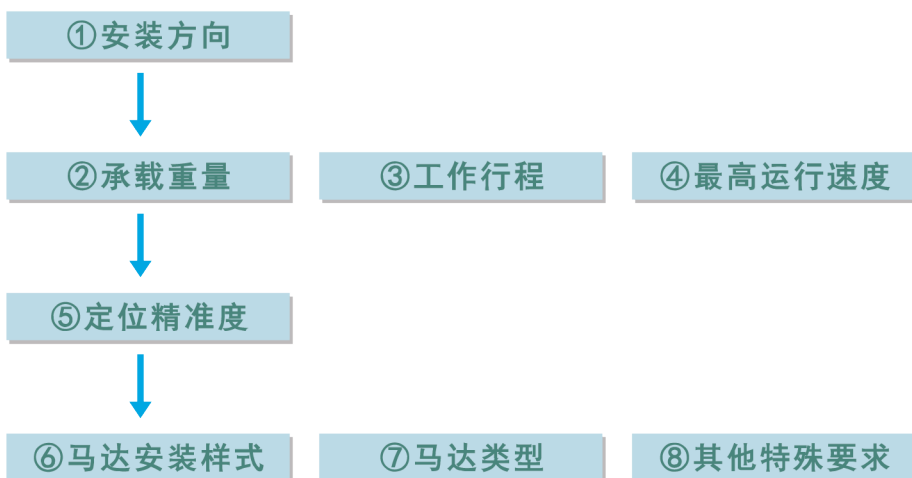 ①安装方向
②承载重量
③工作行程
④最高运行速度
⑤定位精准度
⑥马达安装样式
⑦马达类型
⑧其他特殊要求